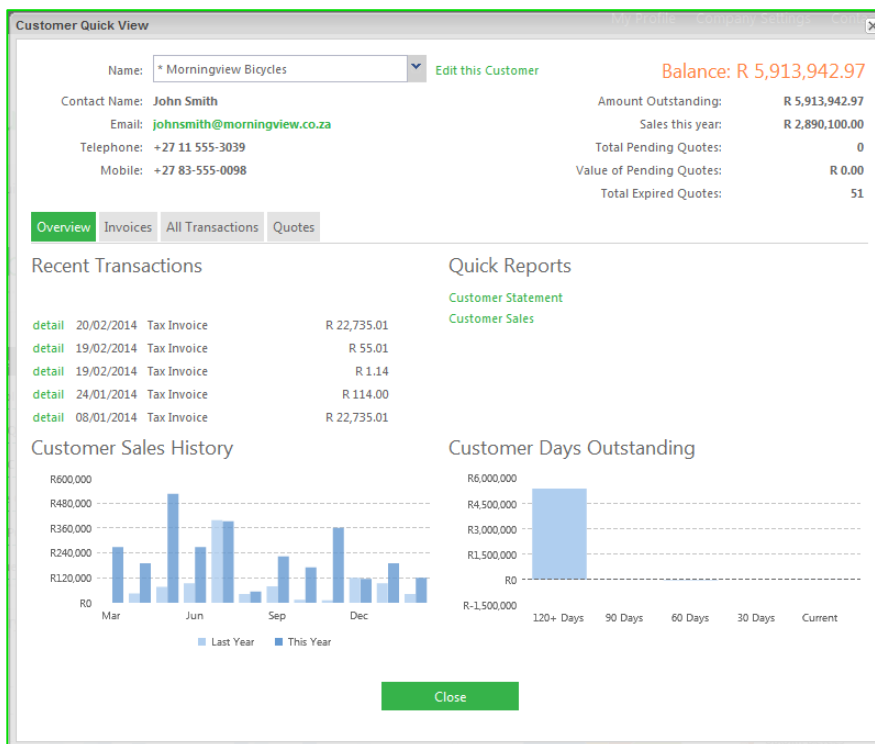 My Profile Company Settings
Customer Quick View
Name: * Morningview Bicycles
Edit this Customer
Balance: R 5,913,942.97
Contact Name: John Smith
Email: johnsmith@morningview.co.za
Telephone: +27 11 555-3039
Mobile: +27 83-555-0098
Amount Outstanding: R 5,913,942.97
Sales this year: R 2,890,100.00
Total Pending Quotes: 0
Value of Pending Quotes: R 0.00
Total Expired Quotes: 51
Overview Invoices All Transactions Quotes
Recent Transactions
detail 20/02/2014 Tax Invoice R 22,735.01
detail 19/02/2014 Tax Invoice R 55.01
detail 19/02/2014 Tax Invoice R 1.14
detail 24/01/2014 Tax Invoice R 114.00
detail 08/01/2014 Tax Invoice R 22,735.01
Quick Reports
Customer Statement
Customer Sales
Customer Sales History
R600,000
R480,000
R360,000
R240,000
R120,000
R0
Mar Jun Sep Dec
Last Year This Year
Customer Days Outstanding
R6,000,000
R4,500,000
R3,000,000
R1,500,000
R0
R-1,500,000
120+ Days 90 Days 60 Days 30 Days Current
Close